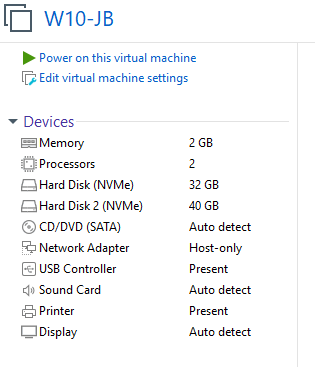 W10-JB
Power on this virtual machine
Edit virtual machine settings
Devices
Memory 2 GB
Processors 2
Hard Disk (NVMe) 32 GB
Hard Disk 2 (NVMe) 40 GB
CD/DVD (SATA) Auto detect
Network Adapter Host-only
USB Controller Present
Sound Card Auto detect
Printer Present
Display Auto detect